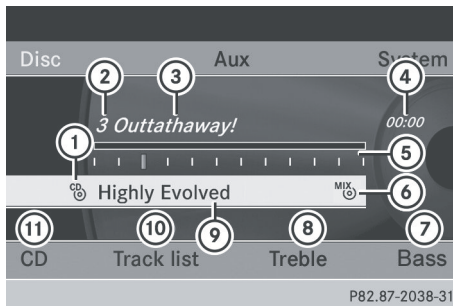 Disc Aux System
2 3 4
3 Outtathaway! 00:00
1 5
CD Highly Evolved MIX 6
11 10 9 8 7
CD Track list Treble Bass
P82.87-2038-31